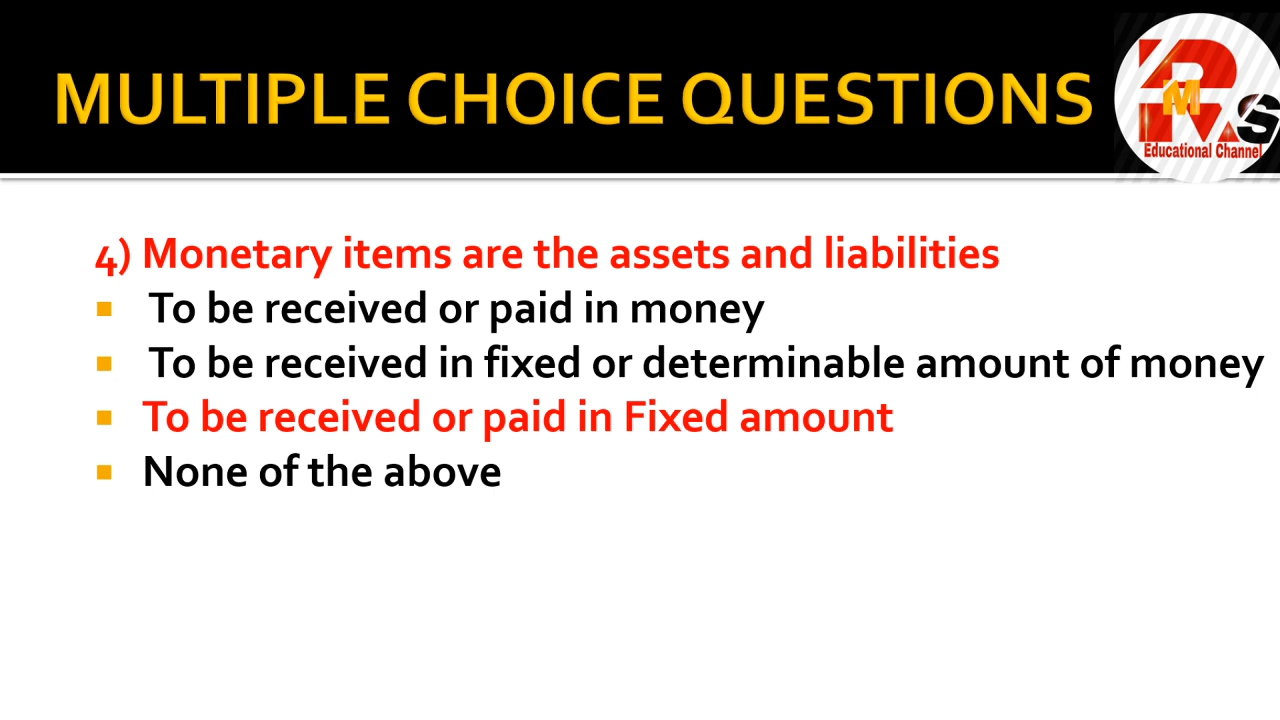 MULTIPLE CHOICE QUESTIONS
R
M
S
Educational Channel
4) Monetary items are the assets and liabilities
To be received or paid in money
To be received in fixed or determinable amount of money
To be received or paid in Fixed amount
None of the above